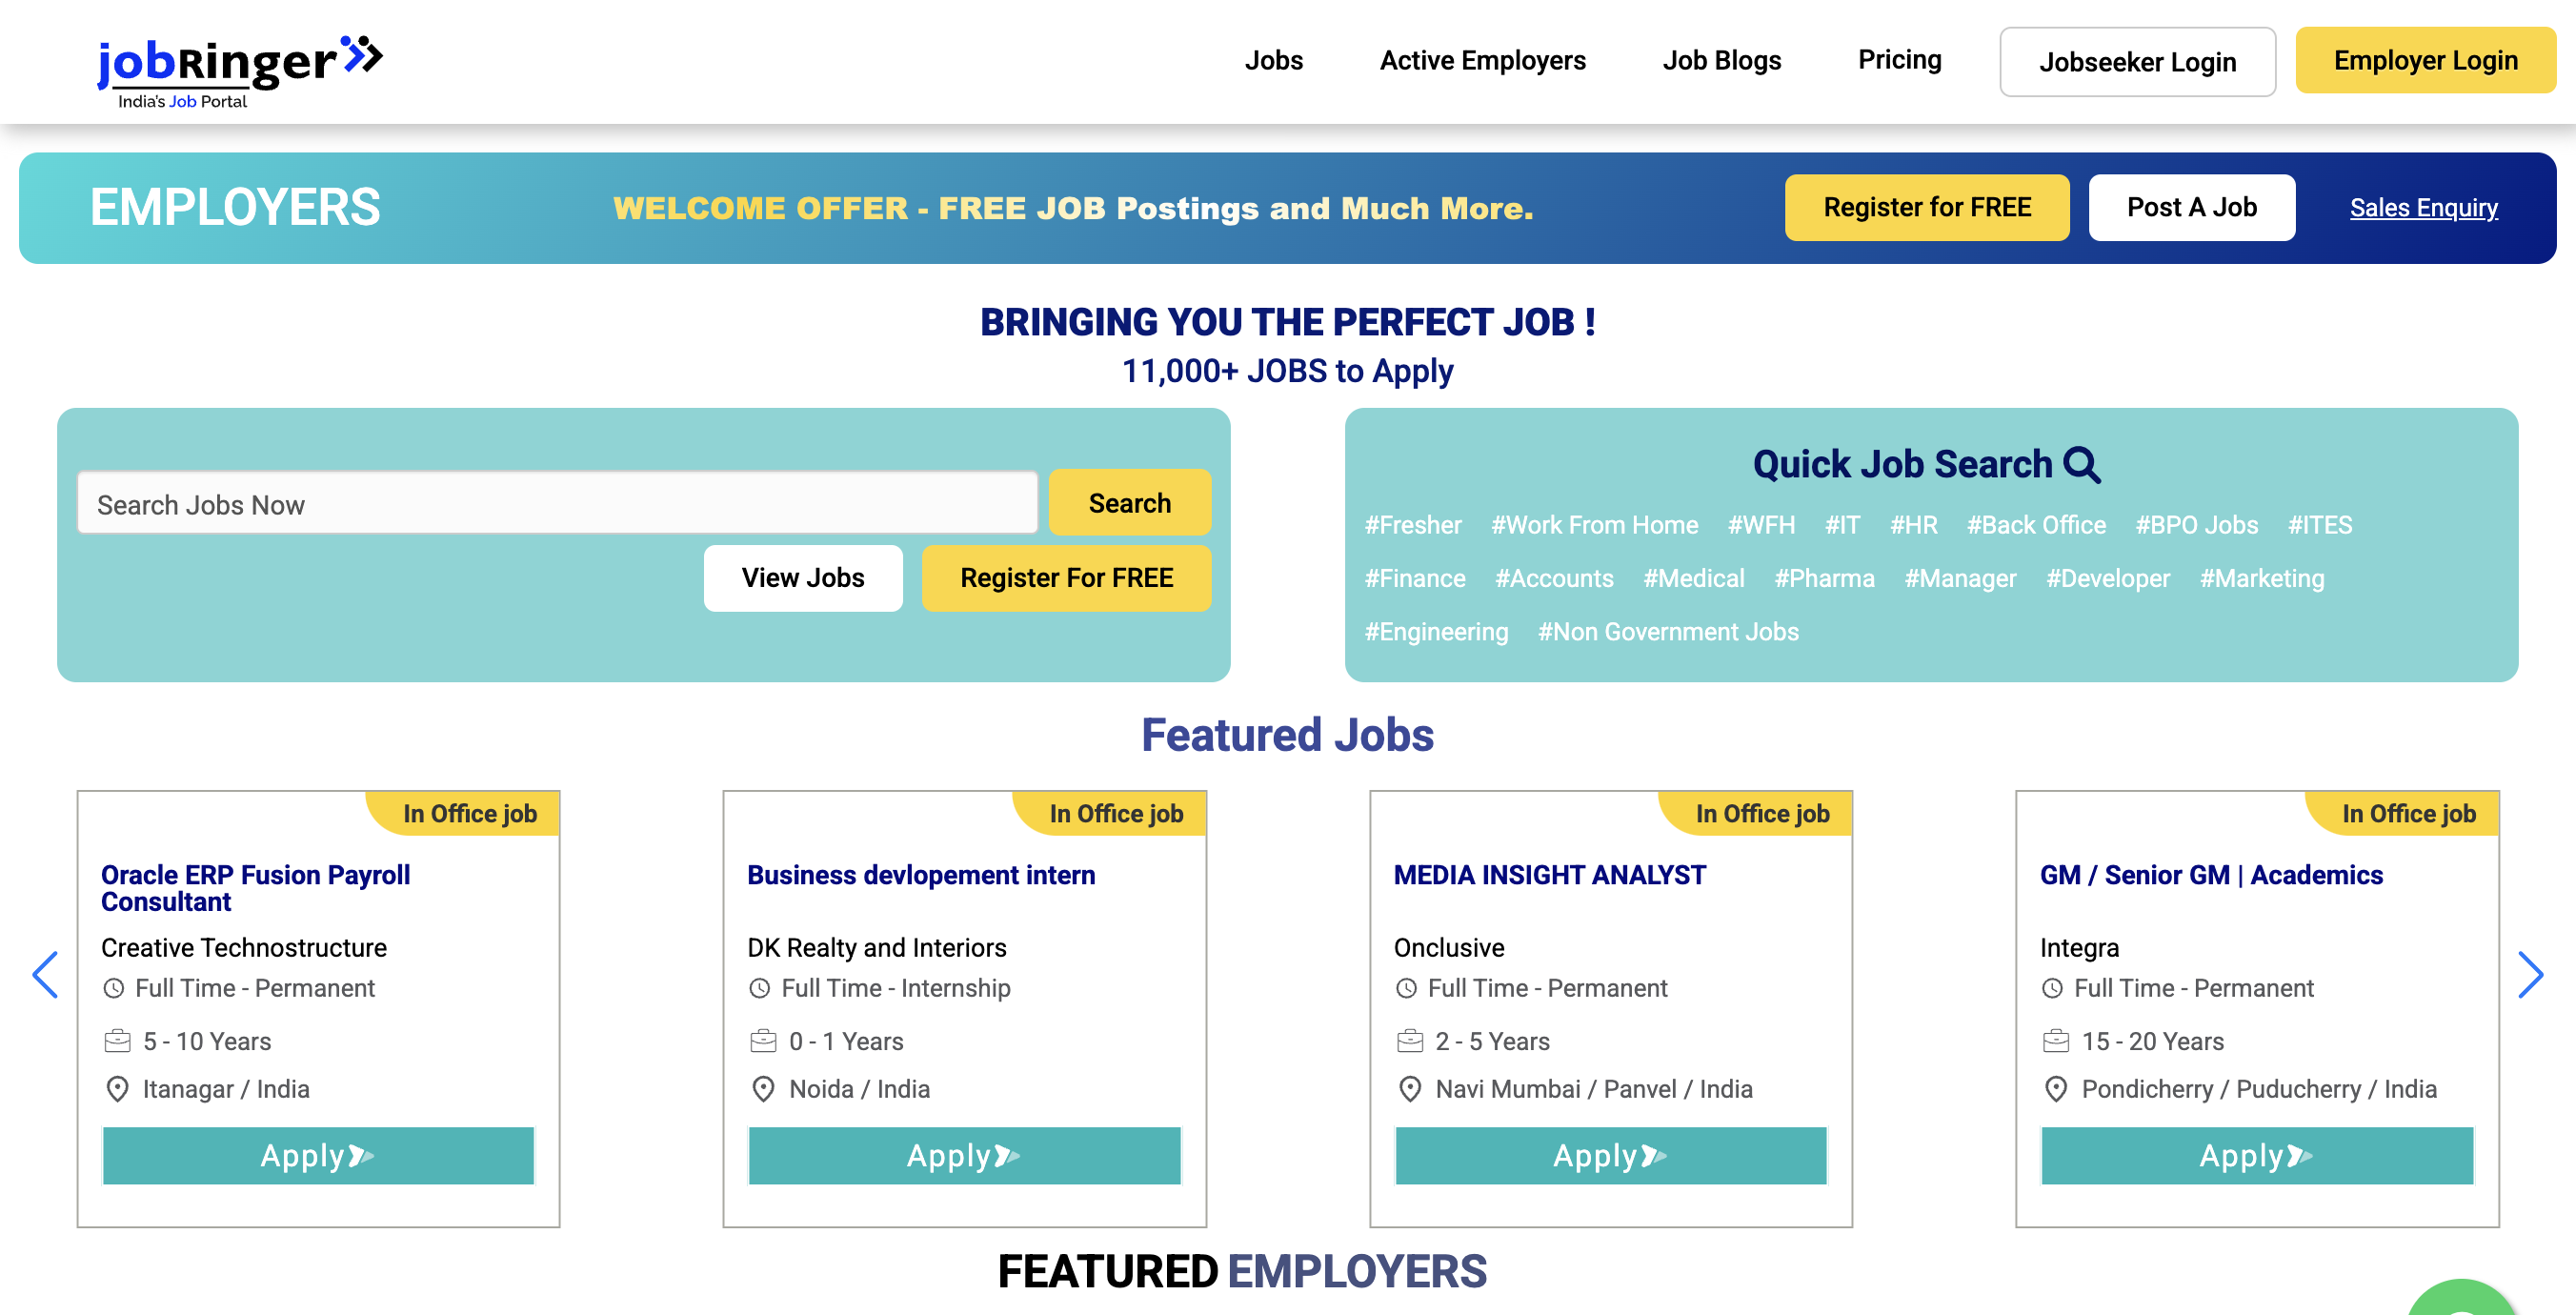 jobRinger
India's Job Portal
Jobs
Active Employers
Job Blogs
Pricing
Jobseeker Login
Employer Login
EMPLOYERS
WELCOME OFFER - FREE JOB Postings and Much More.
Register for FREE
Post A Job
Sales Enquiry
BRINGING YOU THE PERFECT JOB !
11,000+ JOBS to Apply
Search Jobs Now
Search
View Jobs
Register For FREE
Quick Job Search
#Fresher #Work From Home #WFH #IT #HR #Back Office #BPO Jobs #ITES
#Finance #Accounts #Medical #Pharma #Manager #Developer #Marketing
#Engineering #Non Government Jobs
Featured Jobs
In Office job
Oracle ERP Fusion Payroll
Consultant
Creative Technostructure
Full Time - Permanent
5 - 10 Years
Itanagar / India
Apply
In Office job
Business devlopement intern
DK Realty and Interiors
Full Time - Internship
0 - 1 Years
Noida / India
Apply
In Office job
MEDIA INSIGHT ANALYST
Onclusive
Full Time - Permanent
2 - 5 Years
Navi Mumbai / Panvel / India
Apply
In Office job
GM / Senior GM | Academics
Integra
Full Time - Permanent
15 - 20 Years
Pondicherry / Puducherry / India
Apply
FEATURED EMPLOYERS